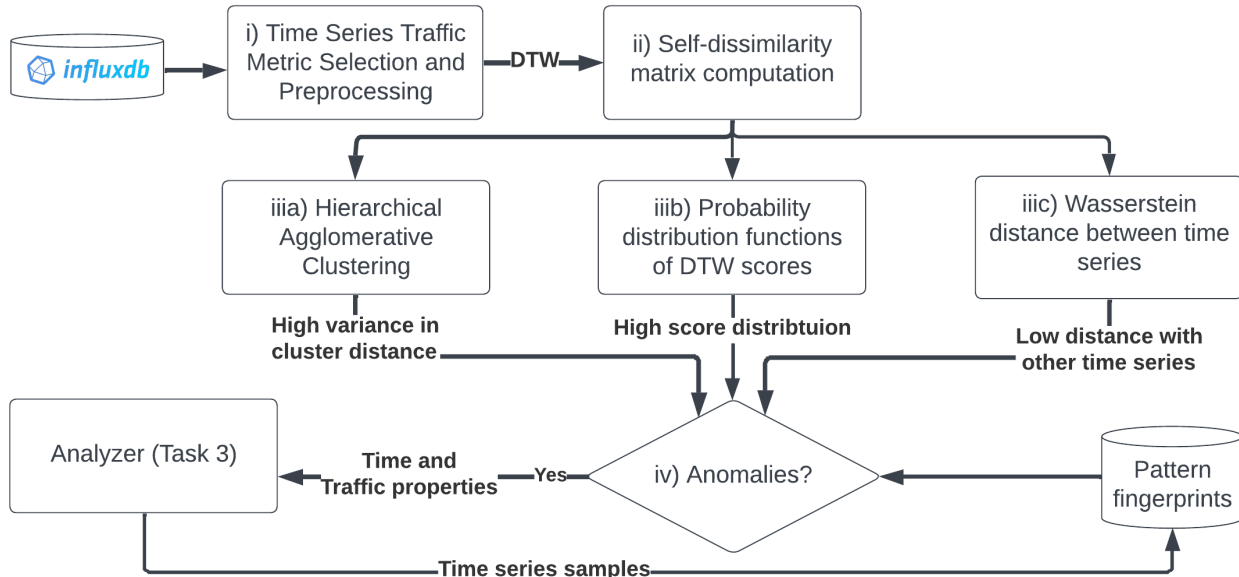 influxdb
i) Time Series Traffic
Metric Selection and
Preprocessing
DTW
ii) Self-dissimilarity
matrix computation
iiia) Hierarchical
Agglomerative
Clustering
iiib) Probability
distribution functions
of DTW scores
iiic) Wasserstein
distance between time
series
High variance in
cluster distance
High score distribtuion
Low distance with
other time series
Analyzer (Task 3)
Time and
Traffic properties
Yes
iv) Anomalies?
Pattern
fingerprints
Time series samples